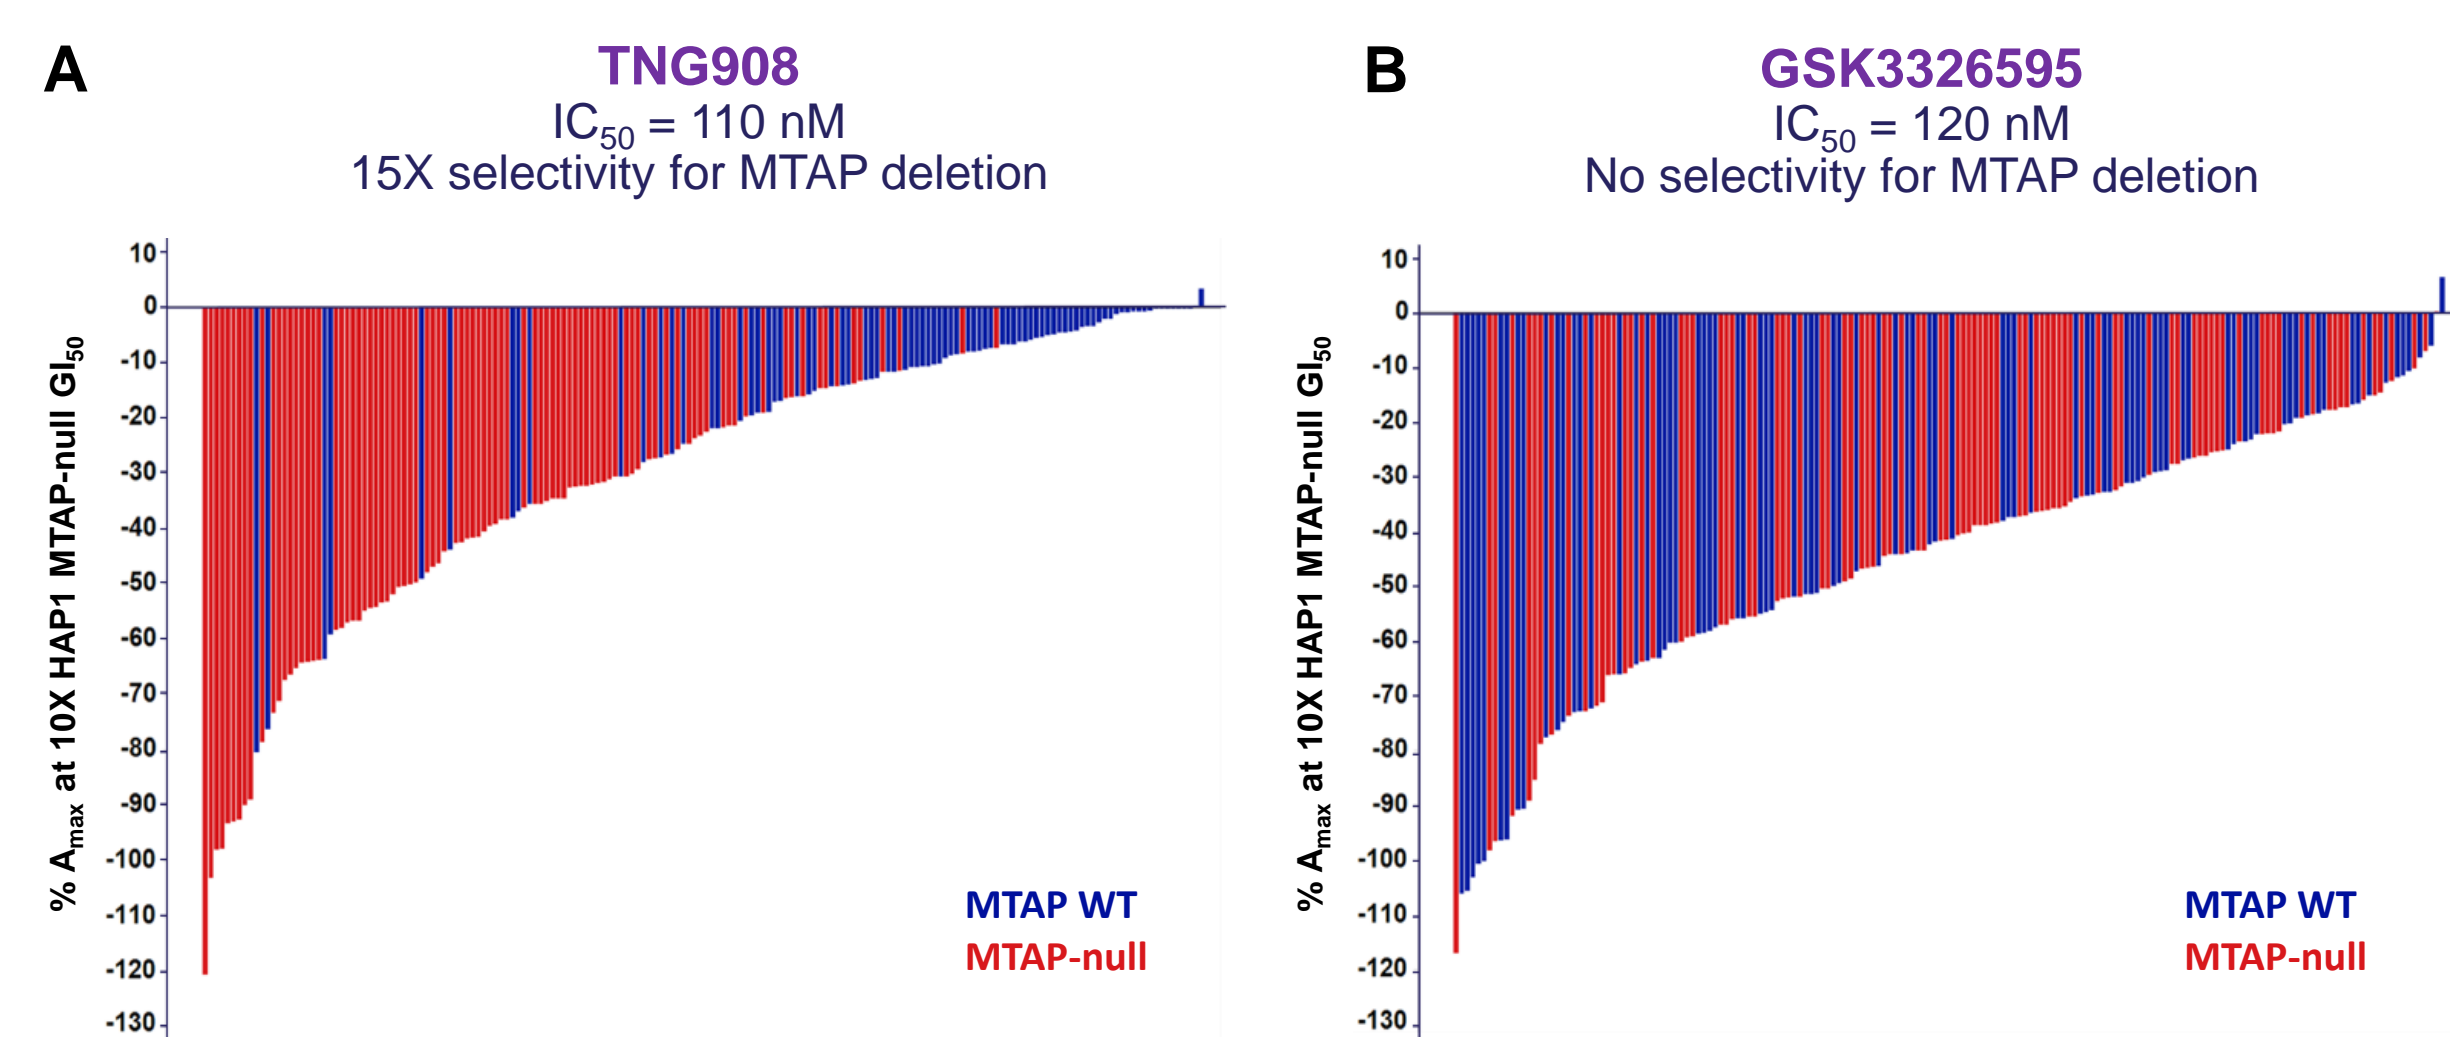 A
TNG908
IC50 = 110 nM
15X selectivity for MTAP deletion
% Amax at 10X HAP1 MTAP-null GI50
10
0
-10
-20
-30
-40
-50
-60
-70
-80
-90
-100
-110
-120
-130
MTAP WT
MTAP-null
B
GSK3326595
IC50 = 120 nM
No selectivity for MTAP deletion
% Amax at 10X HAP1 MTAP-null GI50
10
0
-10
-20
-30
-40
-50
-60
-70
-80
-90
-100
-110
-120
-130
MTAP WT
MTAP-null